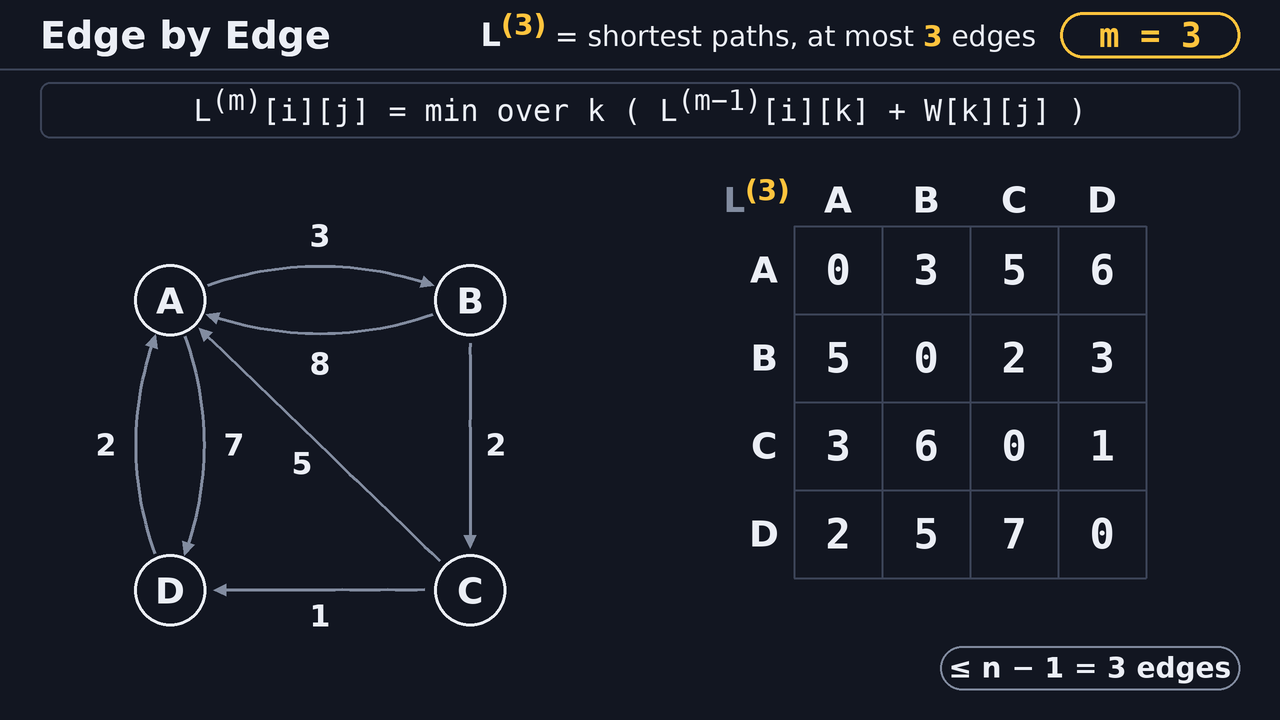 Edge by Edge
L(3) = shortest paths, at most 3 edges
m = 3
L(m)[i][j] = min over k ( L(m−1)[i][k] + W[k][j] )
3
A
B
8
2
7
5
2
D
C
1
L(3) A B C D
A 0 3 5 6
B 5 0 2 3
C 3 6 0 1
D 2 5 7 0
≤ n − 1 = 3 edges